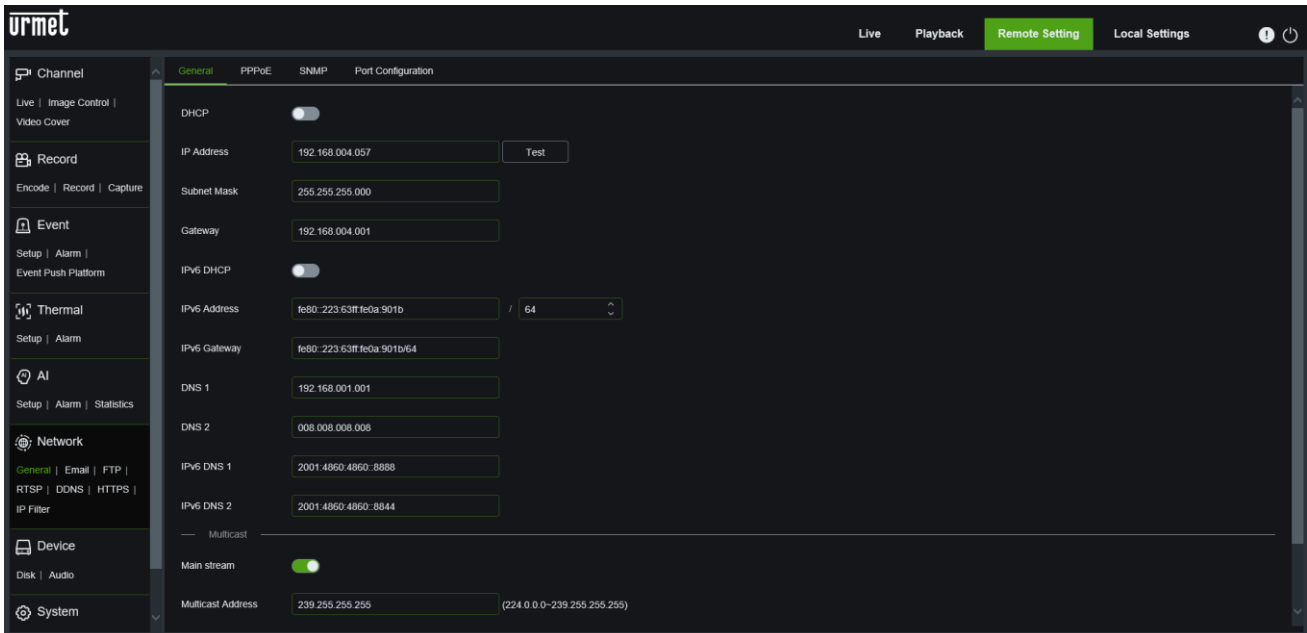 urmet
Live Playback Remote Setting Local Settings
Channel
Live | Image Control |
Video Cover
Record
Encode | Record | Capture
Event
Setup | Alarm |
Event Push Platform
Thermal
Setup | Alarm
AI
Setup | Alarm | Statistics
Network
General | Email | FTP |
RTSP | DDNS | HTTPS |
IP Filter
Device
Disk | Audio
System
General PPPoE SNMP Port Configuration
DHCP
IP Address 192.168.004.057 Test
Subnet Mask 255.255.255.000
Gateway 192.168.004.001
IPv6 DHCP
IPv6 Address fe80::223:63ff:fe0a:901b / 64
IPv6 Gateway fe80::223:63ff:fe0a:901b/64
DNS 1 192.168.001.001
DNS 2 008.008.008.008
IPv6 DNS 1 2001:4860:4860::8888
IPv6 DNS 2 2001:4860:4860::8844
Multicast
Main stream
Multicast Address 239.255.255.255 (224.0.0.0~239.255.255.255)